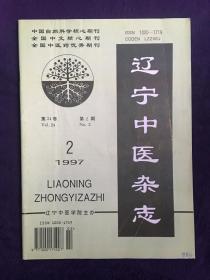 中国自然科学核心期刊
全国中文核心期刊
全国中医药优秀期刊
ISSN 1000-1719
CODEN LZZAEU
第24卷
Vol.24
第2期
No.2
2
1997
LIAONING
ZHONGYIZAZHI
辽宁中医学院主办
ISSN 1000-1719
辽宁中医杂志